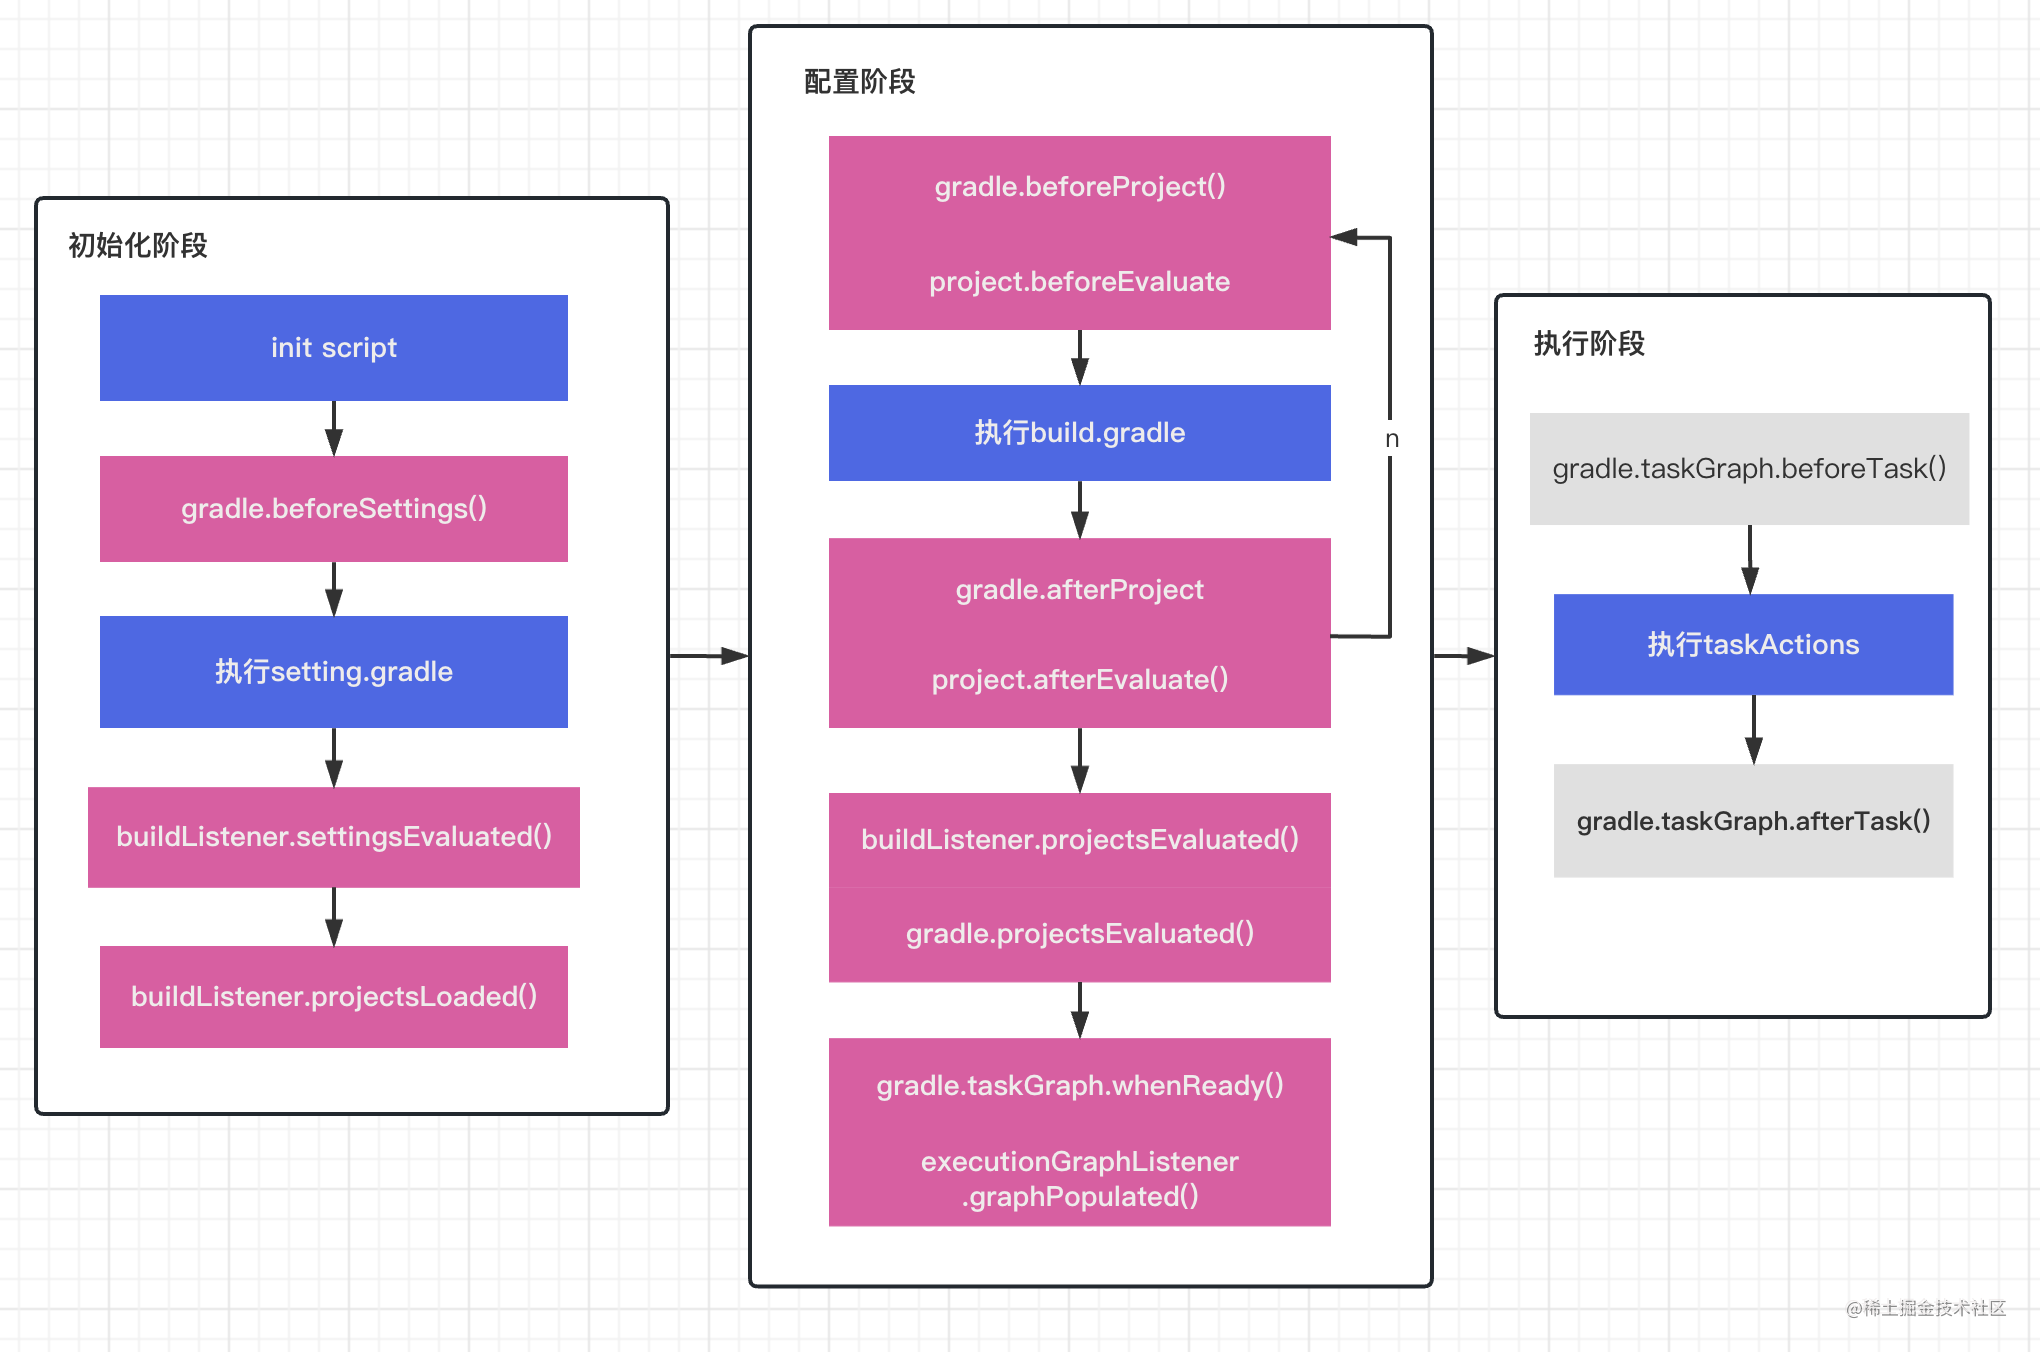 初始化阶段
init script
gradle.beforeSettings()
执行setting.gradle
buildListener.settingsEvaluated()
buildListener.projectsLoaded()
配置阶段
gradle.beforeProject()
project.beforeEvaluate
执行build.gradle
gradle.afterProject
project.afterEvaluate()
n
buildListener.projectsEvaluated()
gradle.projectsEvaluated()
gradle.taskGraph.whenReady()
executionGraphListener
.graphPopulated()
执行阶段
gradle.taskGraph.beforeTask()
执行taskActions
gradle.taskGraph.afterTask()
@稀土掘金技术社区